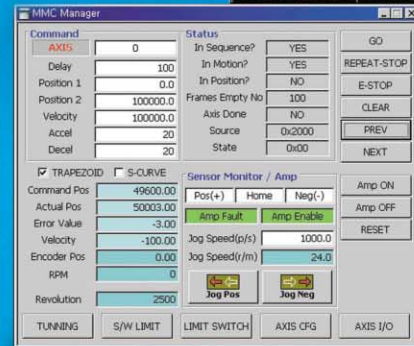 MMC Manager
Command
AXIS 0
Delay 100
Position 1 0.0
Position 2 100000.0
Velocity 100000.0
Accel 20
Decel 20
Status
In Sequence? YES
In Motion? YES
In Position? NO
Frames Empty No 100
Axis Done NO
Source 0x2000
State 0x00
GO
REPEAT-STOP
E-STOP
CLEAR
PREV
NEXT
TRAPEZOID S-CURVE
Command Pos 49600.00
Actual Pos 50003.00
Error Value -3.00
Velocity -100.00
Encoder Pos 0.00
RPM 0
Revolution 2500
Sensor Monitor / Amp
Pos(+) Home Neg(-)
Amp Fault Amp Enable
Jog Speed(p/s) 1000.0
Jog Speed(r/m) 24.0
Jog Pos Jog Neg
Amp ON
Amp OFF
RESET
TUNNING S/W LIMIT LIMIT SWITCH AXIS CFG AXIS I/O